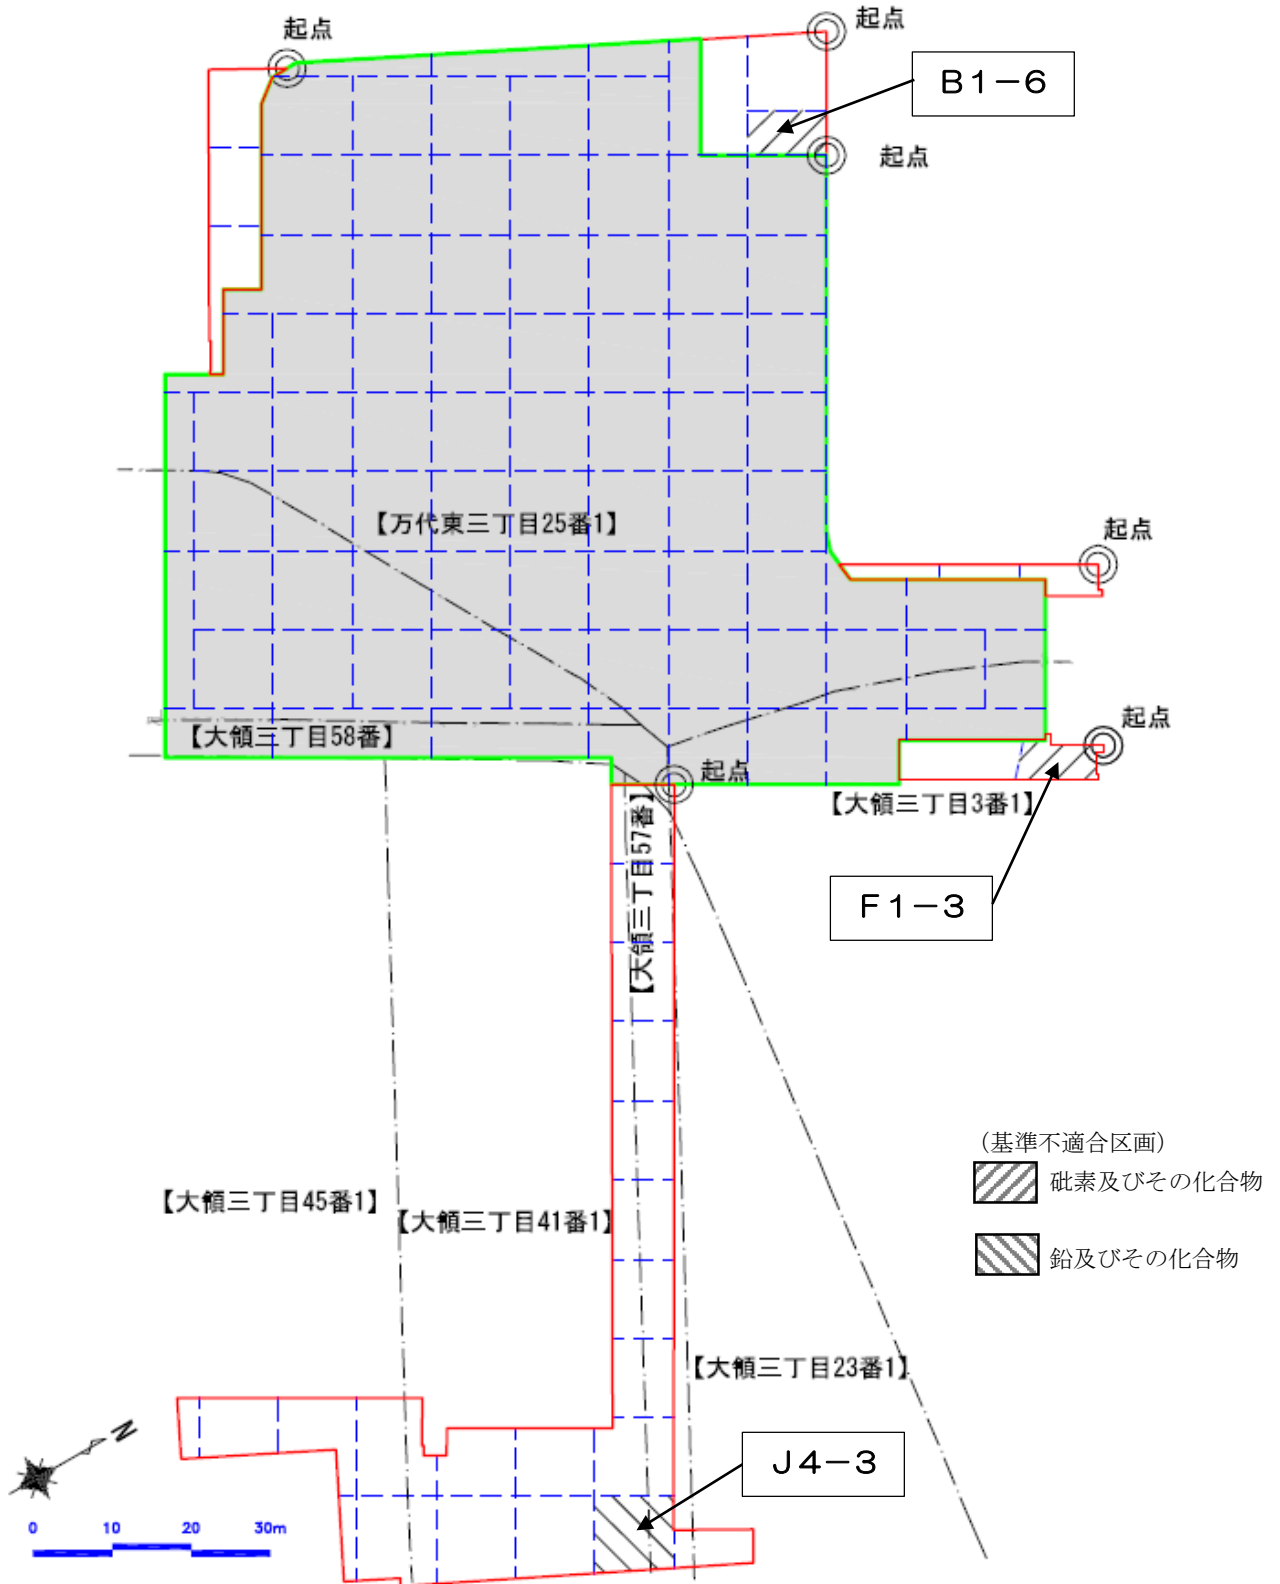 起点
起点
B1-6
起点
【万代東三丁目25番1】
起点
【大領三丁目58番】
起点
起点
【大領三丁目3番1】
【大領三丁目57番】
F1-3
(基準不適合区画)
砒素及びその化合物
【大領三丁目45番1】
【大領三丁目41番1】
鉛及びその化合物
【大領三丁目23番1】
N
J4-3
0 10 20 30m